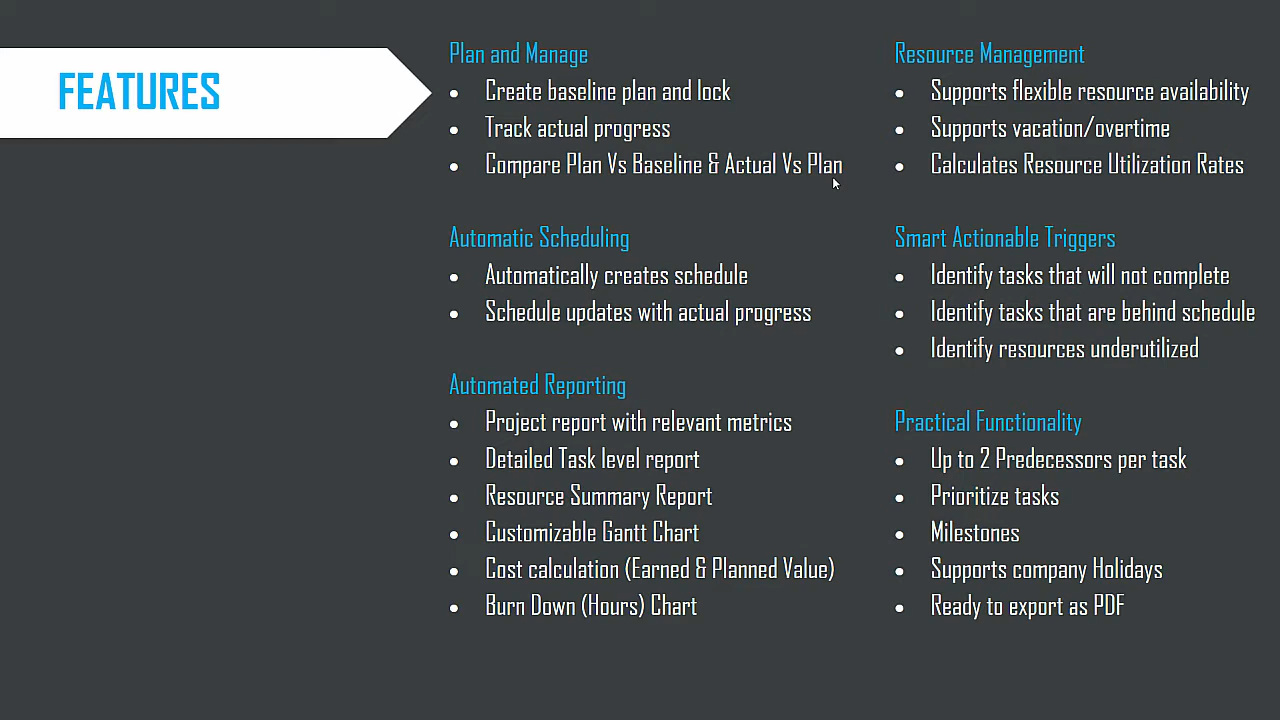 FEATURES
Plan and Manage
• Create baseline plan and lock
• Track actual progress
• Compare Plan Vs Baseline & Actual Vs Plan
Automatic Scheduling
• Automatically creates schedule
• Schedule updates with actual progress
Automated Reporting
• Project report with relevant metrics
• Detailed Task level report
• Resource Summary Report
• Customizable Gantt Chart
• Cost calculation (Earned & Planned Value)
• Burn Down (Hours) Chart
Resource Management
• Supports flexible resource availability
• Supports vacation/overtime
• Calculates Resource Utilization Rates
Smart Actionable Triggers
• Identify tasks that will not complete
• Identify tasks that are behind schedule
• Identify resources underutilized
Practical Functionality
• Up to 2 Predecessors per task
• Prioritize tasks
• Milestones
• Supports company Holidays
• Ready to export as PDF